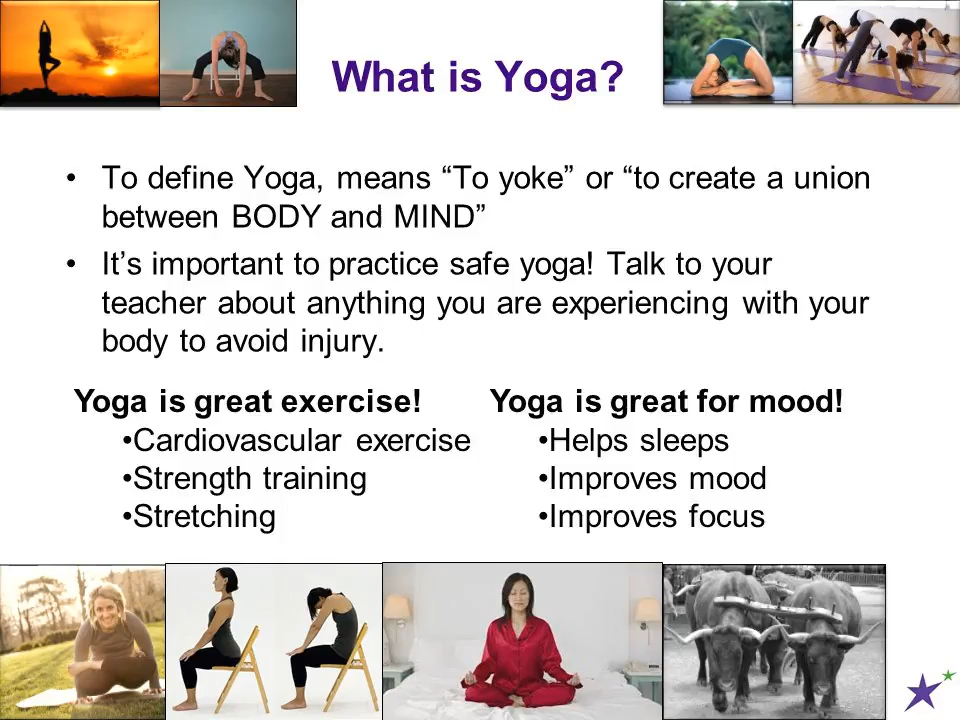 What is Yoga?
• To define Yoga, means “To yoke” or “to create a union
between BODY and MIND”
• It’s important to practice safe yoga! Talk to your
teacher about anything you are experiencing with your
body to avoid injury.
Yoga is great exercise!
•Cardiovascular exercise
•Strength training
•Stretching
Yoga is great for mood!
•Helps sleeps
•Improves mood
•Improves focus